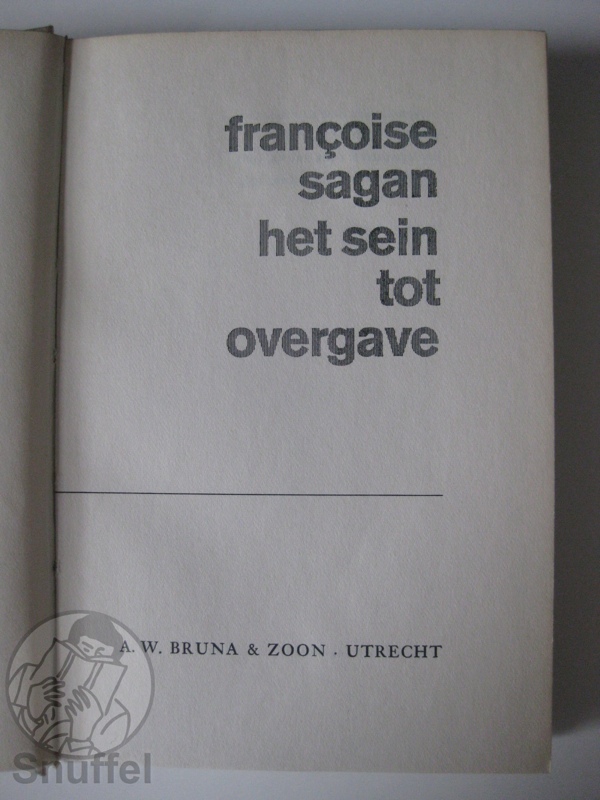 françoise
sagan
het sein
tot
overgave
A. W. BRUNA & ZOON . UTRECHT
Snuffel